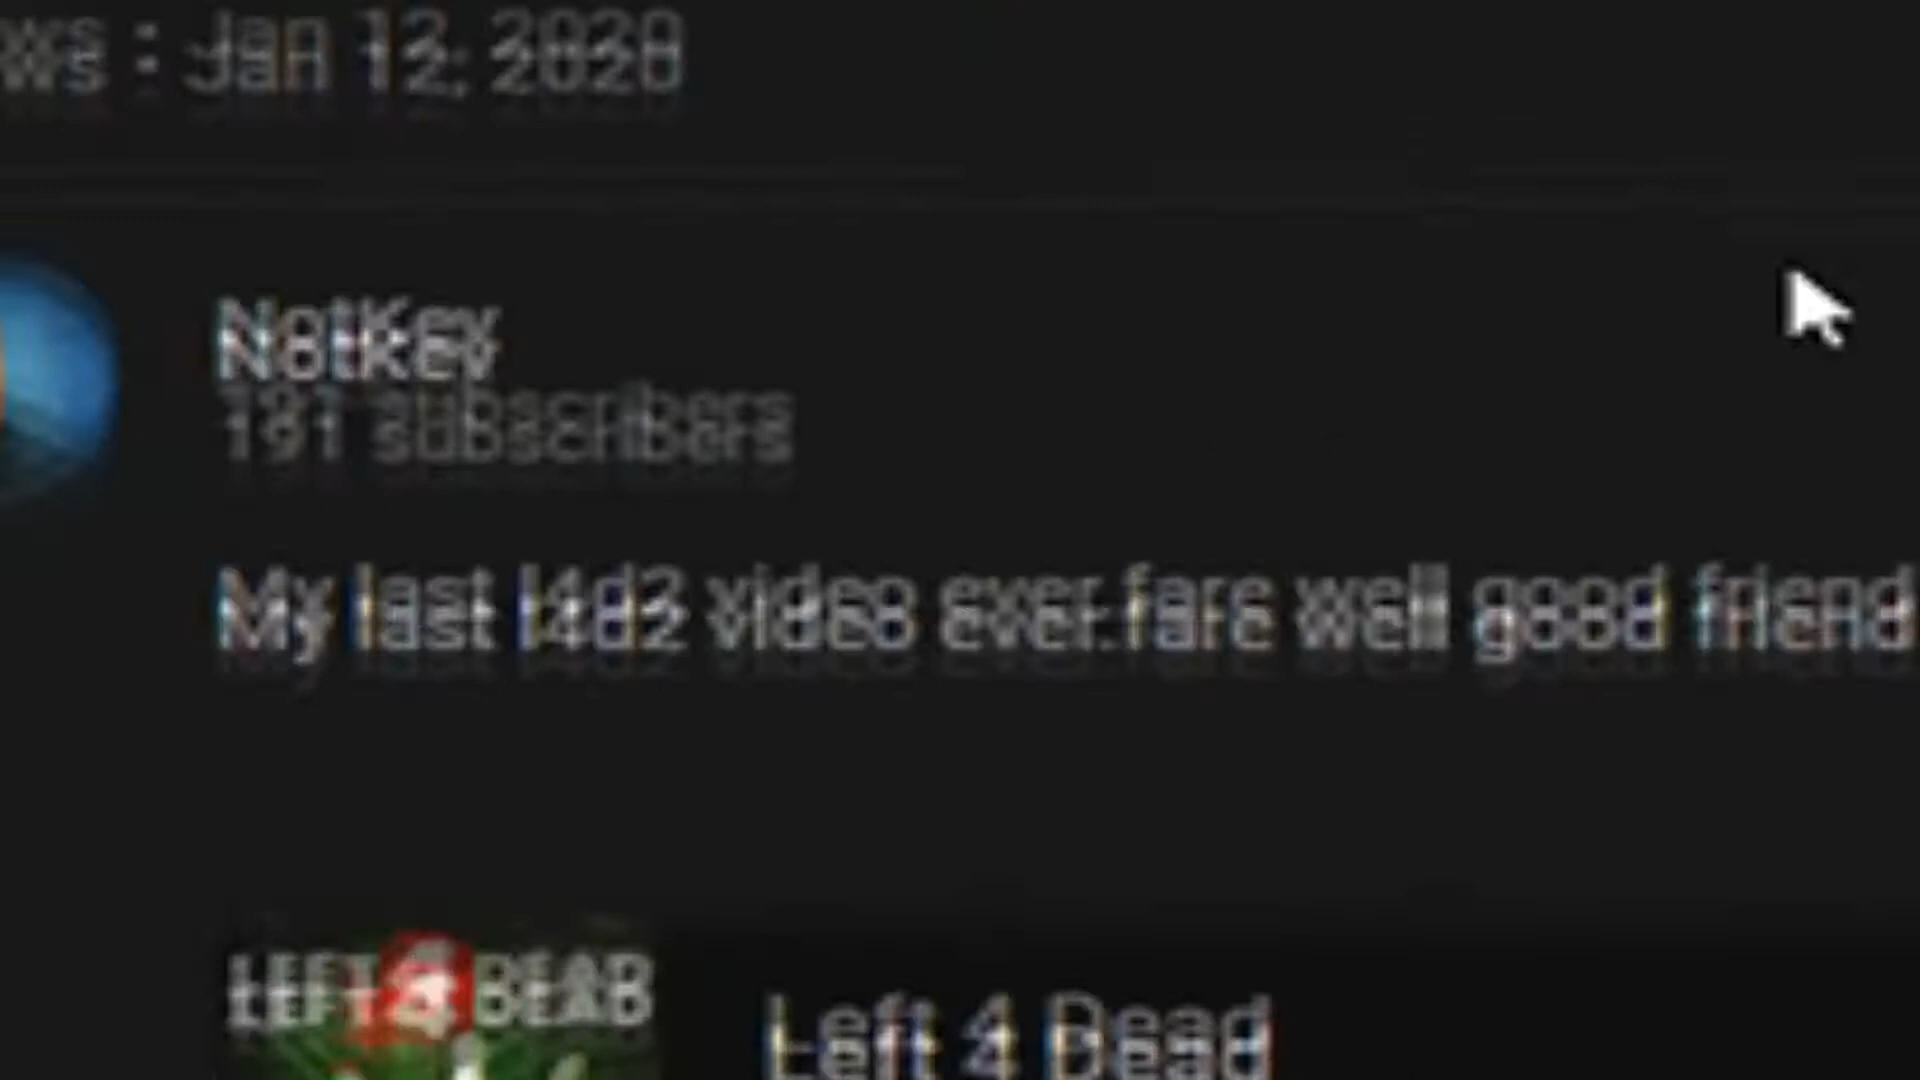 ws • Jan 12, 2020
NotKey
191 subscribers
My last l4d2 video ever.fare well good friend
LEFT 4 DEAD
Left 4 Dead